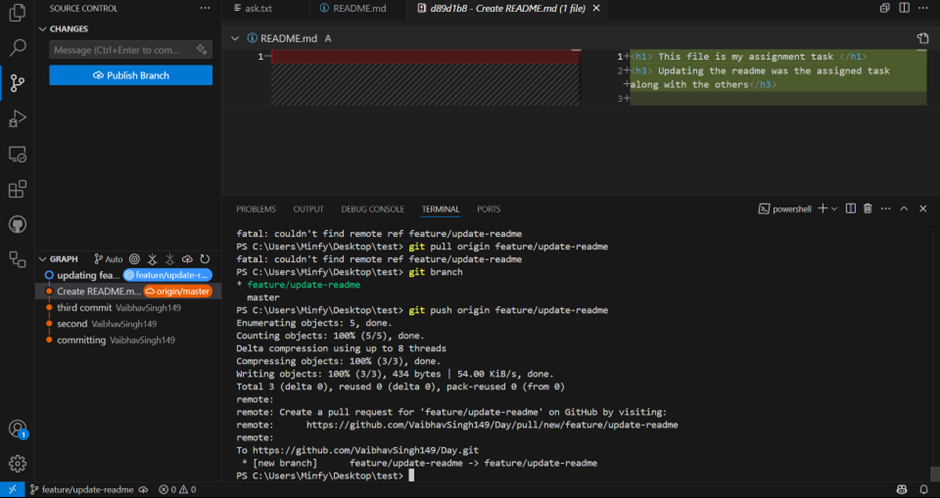 SOURCE CONTROL
ask.txt
README.md
d89d1b8 - Create README.md (1 file)
CHANGES
Message (Ctrl+Enter to com...
Publish Branch
README.md A
1
1+<h1> This file is my assignment task </h1>
2+<h3> Updating the readme was the assigned task
+along with the others</h3>
3+
PROBLEMS OUTPUT DEBUG CONSOLE TERMINAL PORTS
powershell
fatal: couldn't find remote ref feature/update-readme
PS C:\Users\Minfy\Desktop\test> git pull origin feature/update-readme
fatal: couldn't find remote ref feature/update-readme
PS C:\Users\Minfy\Desktop\test> git branch
* feature/update-readme
master
PS C:\Users\Minfy\Desktop\test> git push origin feature/update-readme
Enumerating objects: 5, done.
Counting objects: 100% (5/5), done.
Delta compression using up to 8 threads
Compressing objects: 100% (3/3), done.
Writing objects: 100% (3/3), 434 bytes | 54.00 KiB/s, done.
Total 3 (delta 0), reused 0 (delta 0), pack-reused 0 (from 0)
remote:
remote: Create a pull request for 'feature/update-readme' on GitHub by visiting:
remote: https://github.com/VaibhavSingh149/Day/pull/new/feature/update-readme
remote:
To https://github.com/VaibhavSingh149/Day.git
* [new branch] feature/update-readme -> feature/update-readme
PS C:\Users\Minfy\Desktop\test>
GRAPH
Auto
updating fea... feature/update-r...
Create README.m... origin/master
third commit VaibhavSingh149
second VaibhavSingh149
committing VaibhavSingh149
1
feature/update-readme
0 0